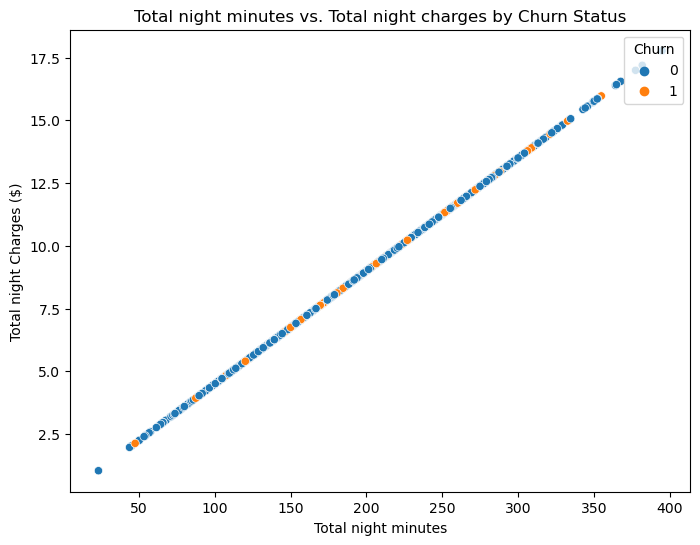 Total night minutes vs. Total night charges by Churn Status
Total night Charges ($)
17.5
15.0
12.5
10.0
7.5
5.0
2.5
Churn
0
1
50 100 150 200 250 300 350 400
Total night minutes